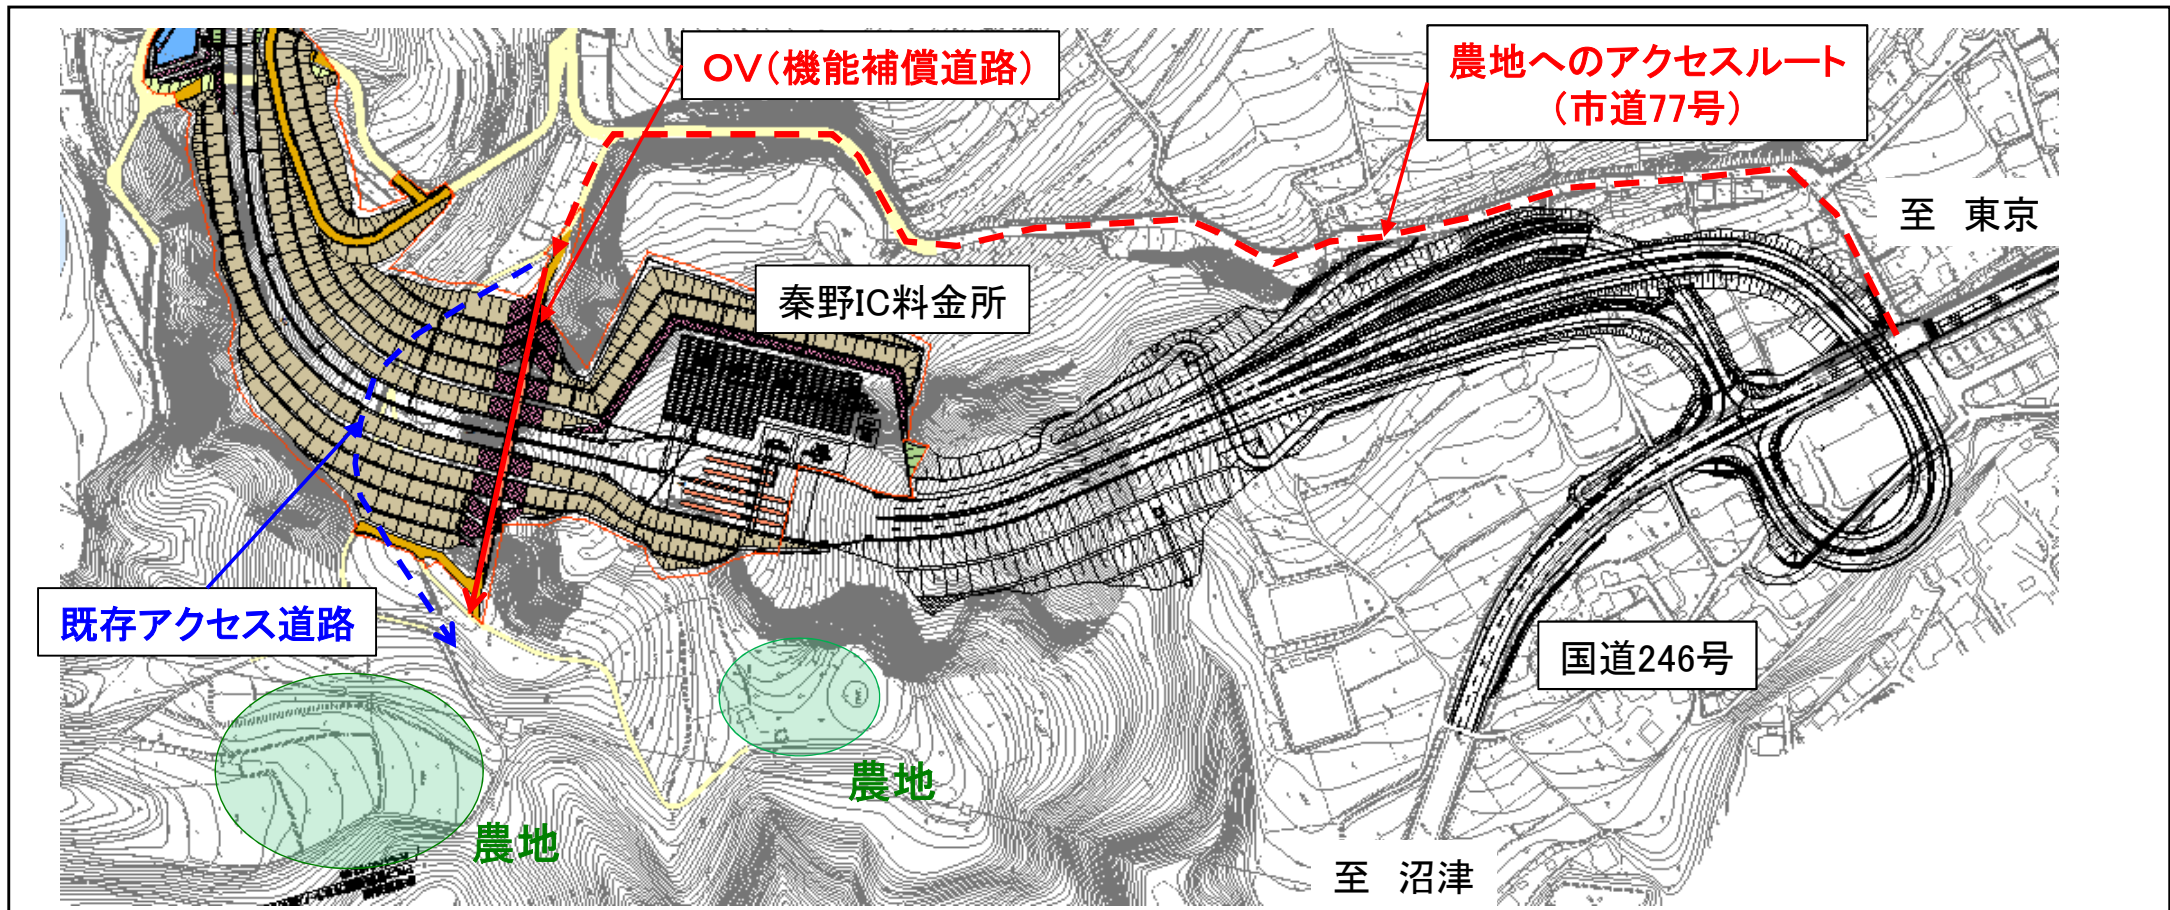 OV(機能補償道路)
農地へのアクセスルート
(市道77号)
至 東京
秦野IC料金所
既存アクセス道路
国道246号
農地
農地
至 沼津